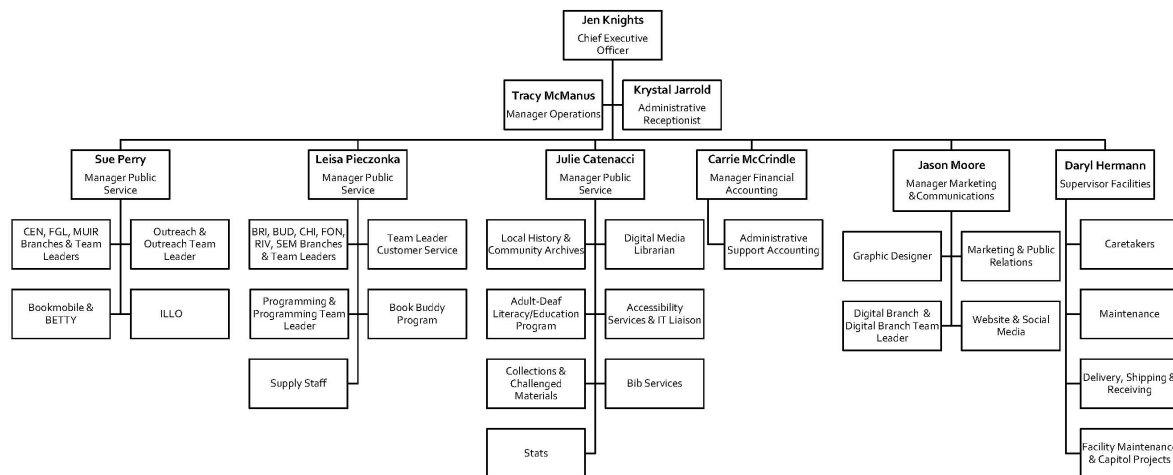 Jen Knights
Chief Executive
Officer
Tracy McManus
Manager Operations
Krystal Jarrold
Administrative
Receptionist
Sue Perry
Manager Public
Service
Leisa Pieczonka
Manager Public
Service
Julie Catenacci
Manager Public
Service
Carrie McCrindle
Manager Financial
Accounting
Jason Moore
Manager Marketing
&Communications
Daryl Hermann
Supervisor Facilities
CEN, FGL, MUIR
Branches & Team
Leaders
Outreach &
Outreach Team
Leader
Bookmobile &
BETTY
ILLO
BRI, BUD, CHI, FON,
RIV, SEM Branches
& Team Leaders
Team Leader
Customer Service
Programming &
Programming Team
Leader
Book Buddy
Program
Supply Staff
Local History &
Community Archives
Digital Media
Librarian
Adult-Deaf
Literacy/Education
Program
Accessibility
Services & IT Liaison
Collections &
Challenged
Materials
Bib Services
Stats
Administrative
Support Accounting
Graphic Designer
Marketing & Public
Relations
Digital Branch &
Digital Branch Team
Leader
Website & Social
Media
Caretakers
Maintenance
Delivery, Shipping &
Receiving
Facility Maintenance
& Capitol Projects